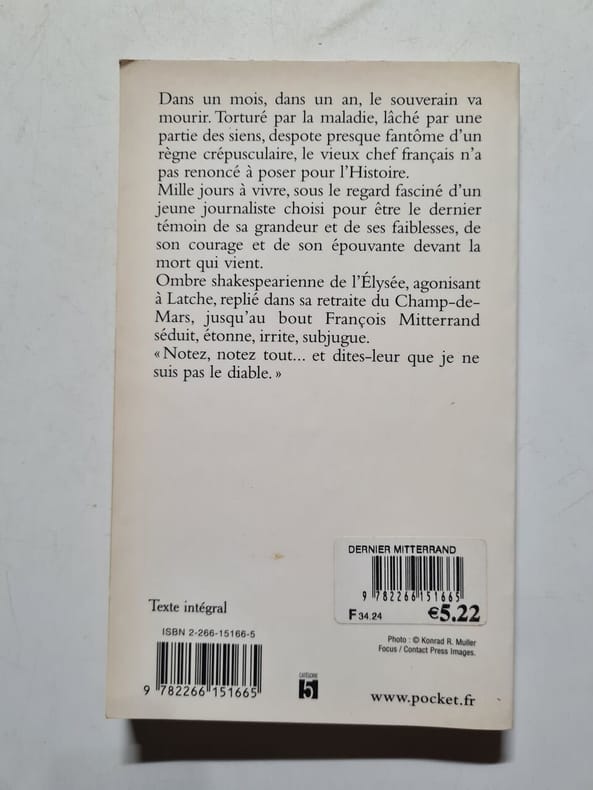 Dans un mois, dans un an, le souverain va
mourir. Torturé par la maladie, lâché par une
partie des siens, despote presque fantôme d'un
règne crépusculaire, le vieux chef français n'a
pas renoncé à poser pour l'Histoire.
Mille jours à vivre, sous le regard fasciné d'un
jeune journaliste choisi pour être le dernier
témoin de sa grandeur et de ses faiblesses, de
son courage et de son épouvante devant la
mort qui vient.
Ombre shakespearienne de l'Élysée, agonisant
à Latche, replié dans sa retraite du Champ-de-
Mars, jusqu'au bout François Mitterrand
séduit, étonne, irrite, subjugue.
« Notez, notez tout... et dites-leur que je ne
suis pas le diable. »
DERNIER MITTERRAND
9 782266 151665
F 34.24 €5.22
Texte intégral
ISBN 2-266-15166-5
9 782266 151665
CATÉGORIE
5
Photo : © Konrad R. Muller
Focus / Contact Press Images.
www.pocket.fr